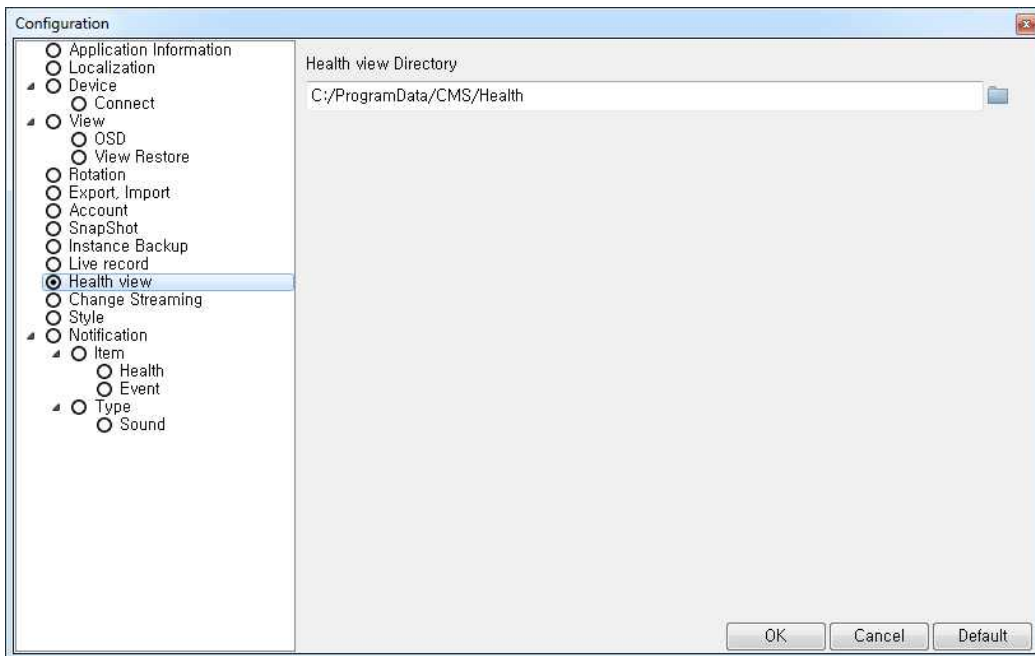 Configuration
Application Information
Localization
Device
Connect
View
OSD
View Restore
Rotation
Export, Import
Account
SnapShot
Instance Backup
Live record
Health view
Change Streaming
Style
Notification
Item
Health
Event
Type
Sound
Health view Directory
C:/ProgramData/CMS/Health
OK
Cancel
Default